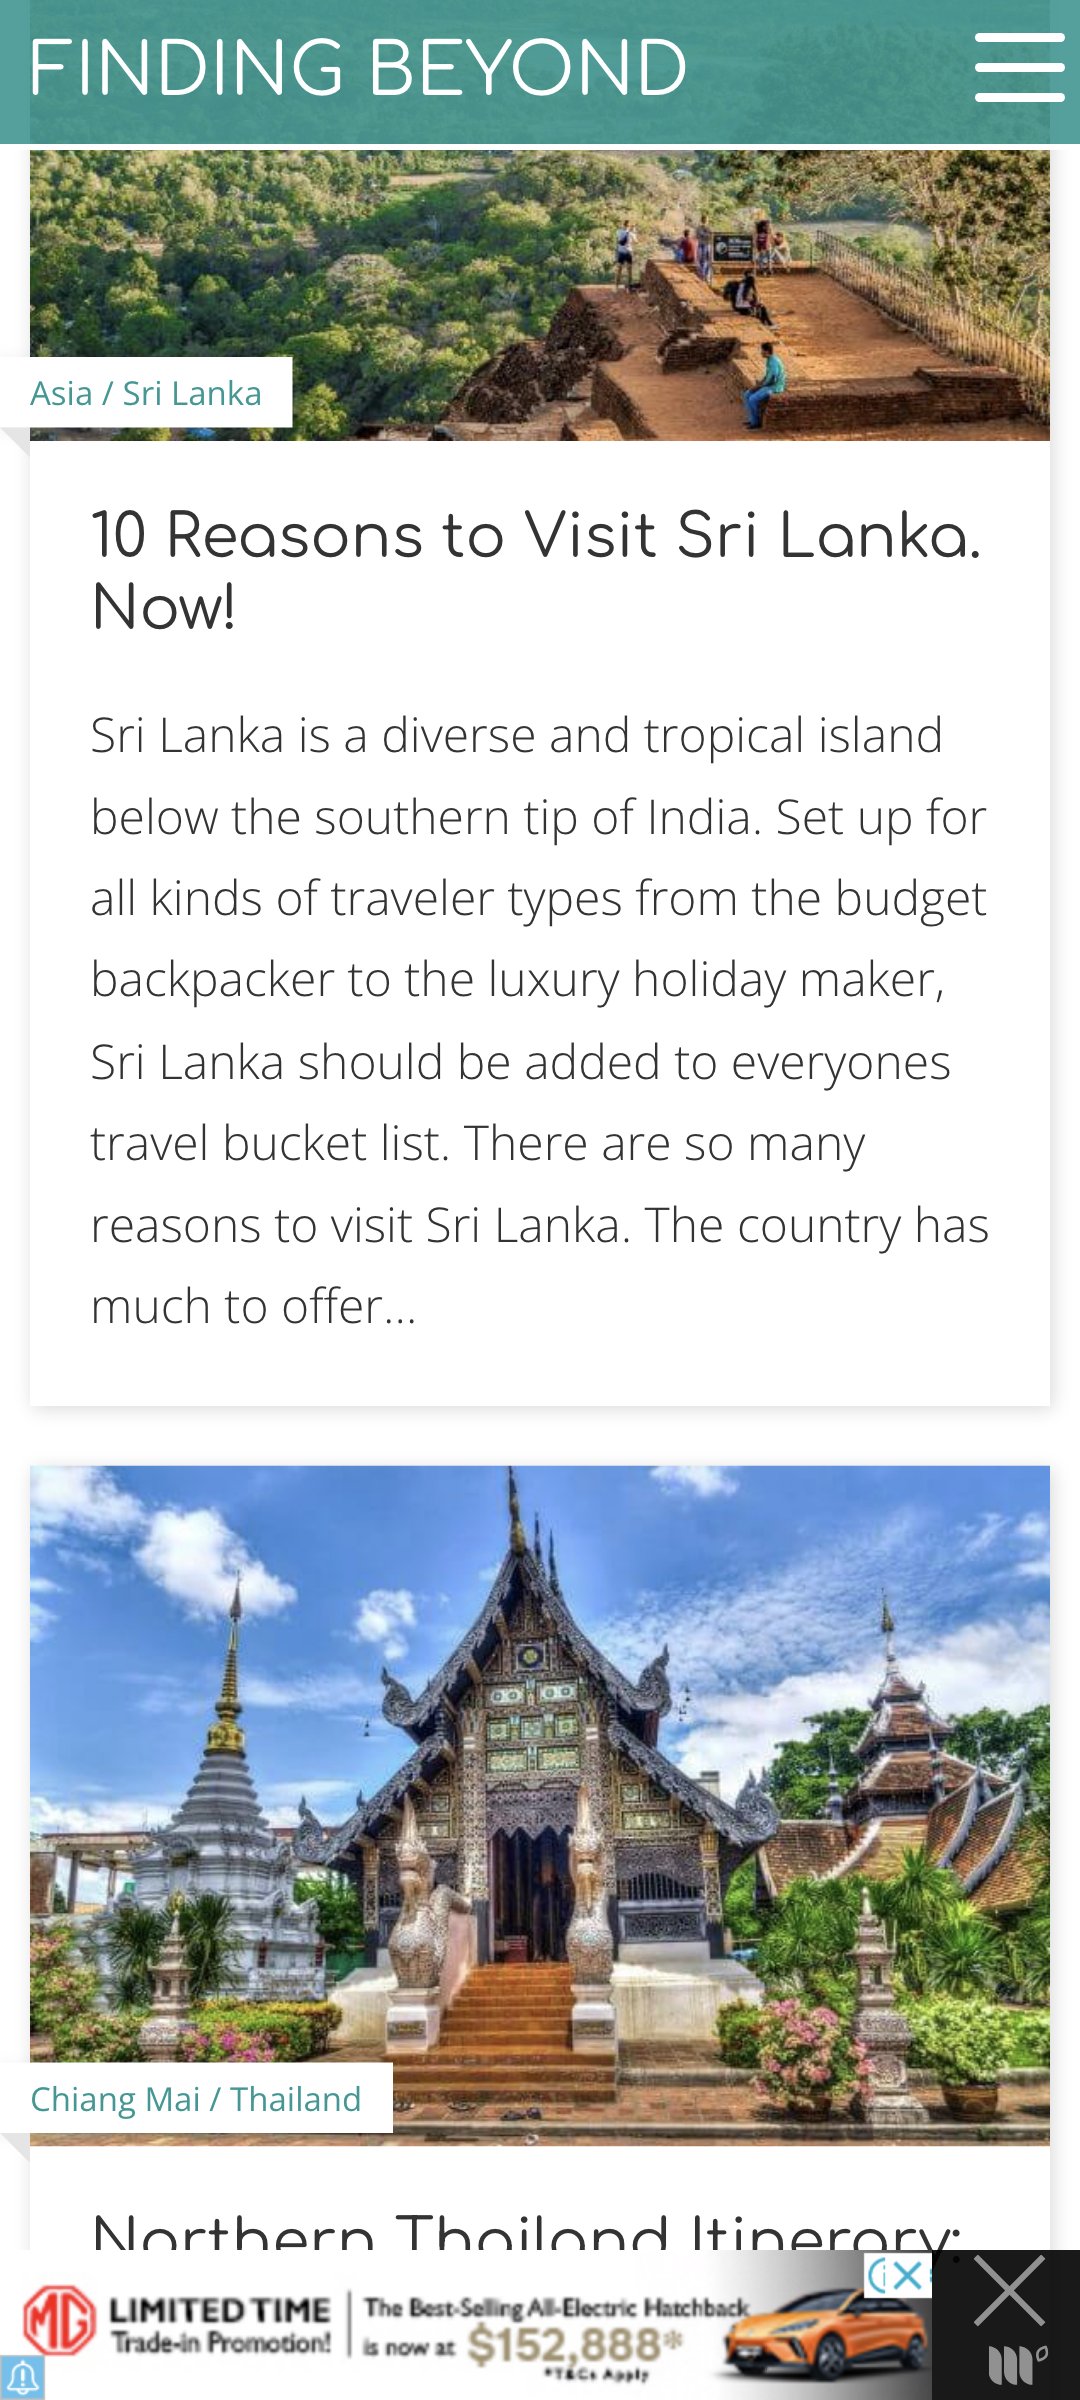 FINDING BEYOND
Asia / Sri Lanka
10 Reasons to Visit Sri Lanka.
Now!
Sri Lanka is a diverse and tropical island
below the southern tip of India. Set up for
all kinds of traveler types from the budget
backpacker to the luxury holiday maker,
Sri Lanka should be added to everyones
travel bucket list. There are so many
reasons to visit Sri Lanka. The country has
much to offer...
Chiang Mai / Thailand
Northern Thailand Itinerary:
MG
LIMITED TIME
Trade-in Promotion!
The Best-Selling All-Electric Hatchback
is now at $152,888*
*T&Cs Apply